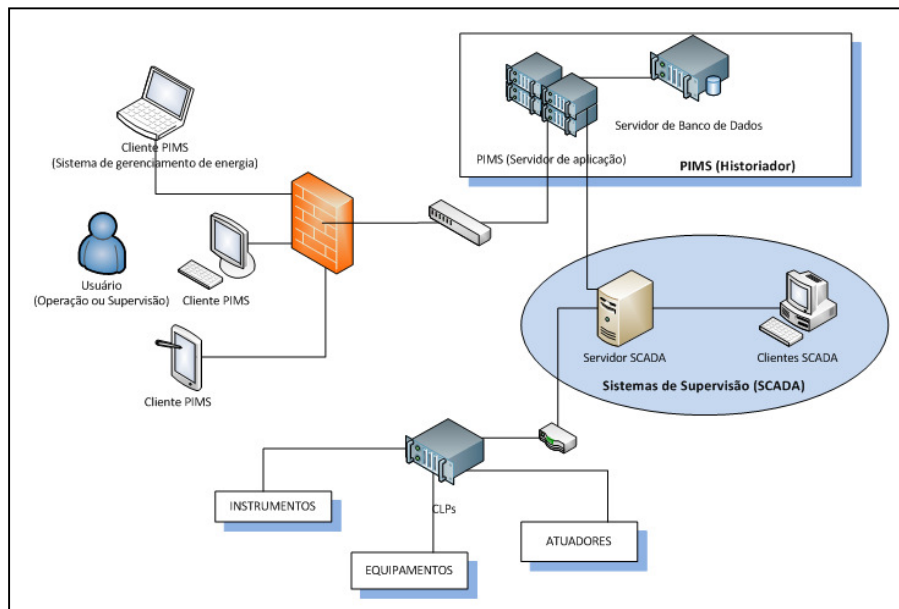 Servidor de Banco de Dados
PIMS (Servidor de aplicação)
PIMS (Historiador)
Cliente PIMS
(Sistema de gerenciamento de energia)
Usuário
(Operação ou Supervisão)
Cliente PIMS
Cliente PIMS
Servidor SCADA
Clientes SCADA
Sistemas de Supervisão (SCADA)
CLPs
INSTRUMENTOS
EQUIPAMENTOS
ATUADORES